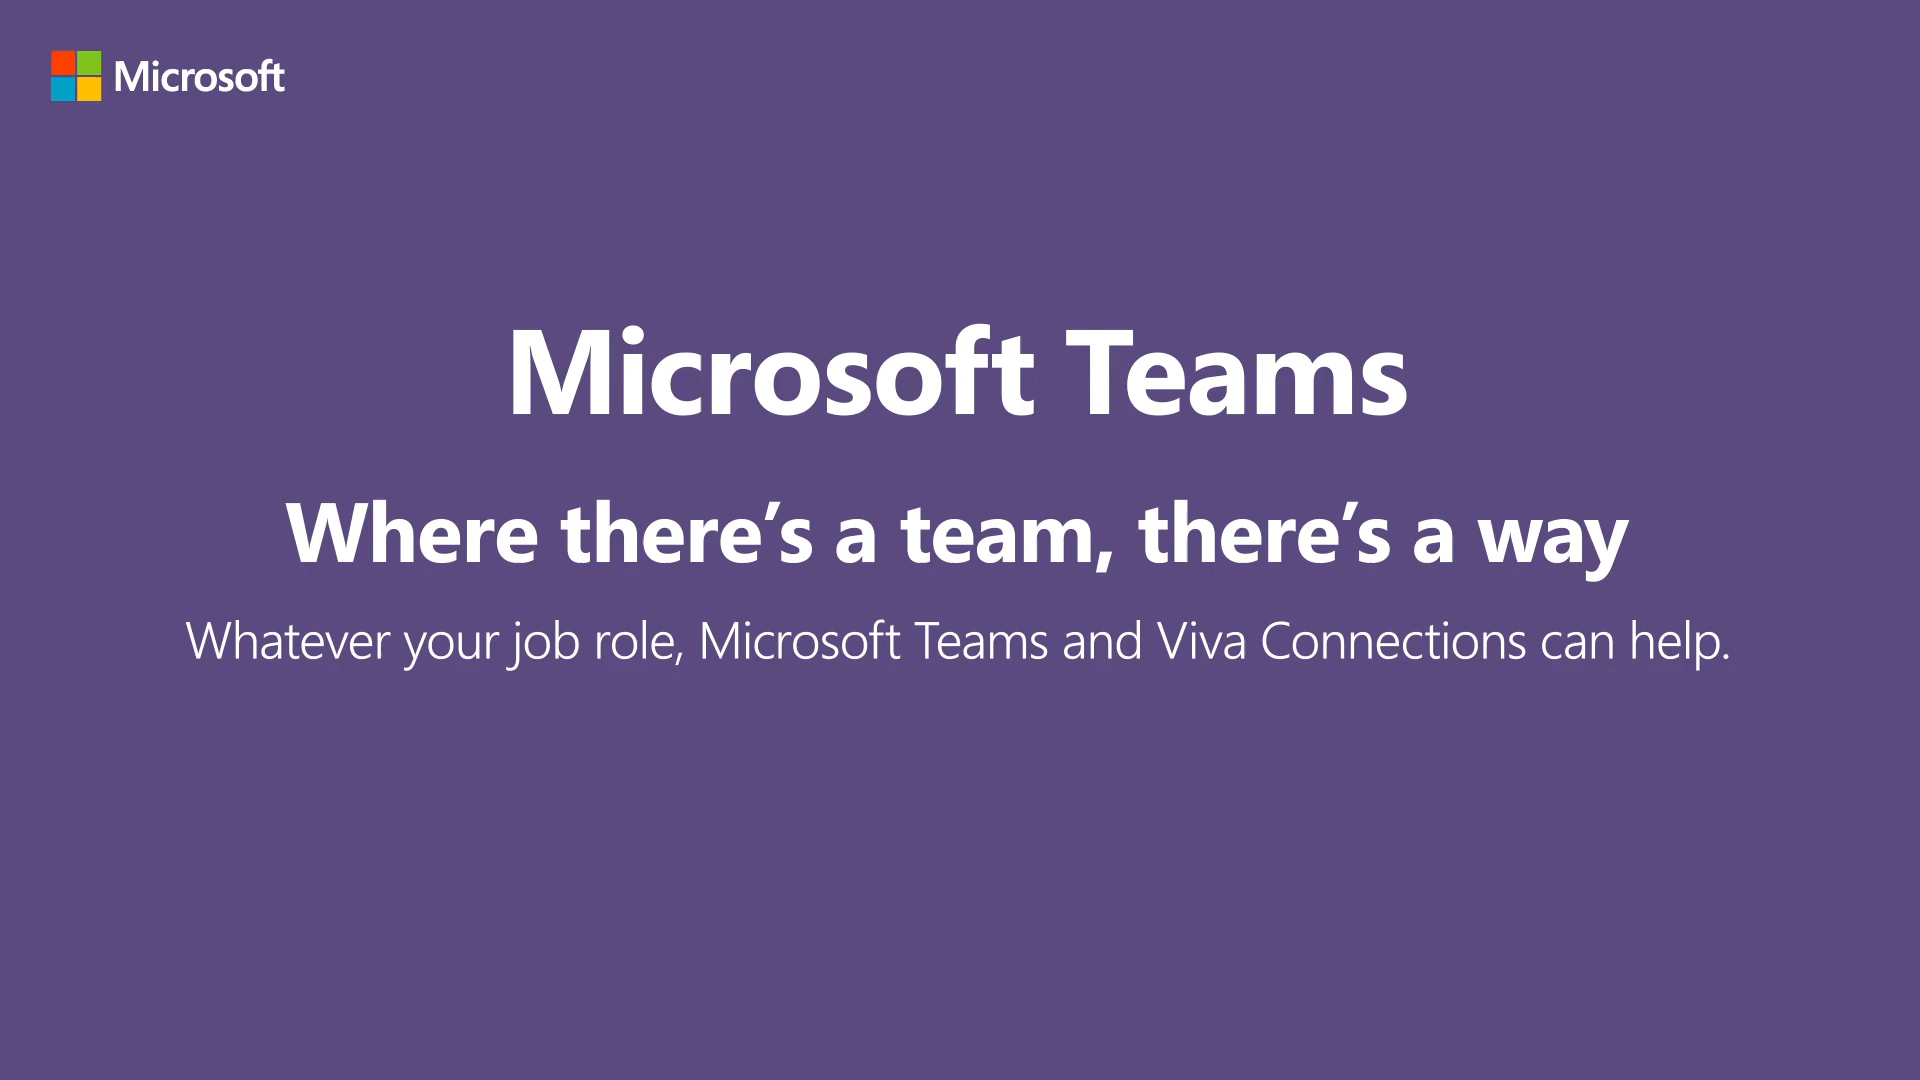 Microsoft
Microsoft Teams
Where there’s a team, there’s a way
Whatever your job role, Microsoft Teams and Viva Connections can help.